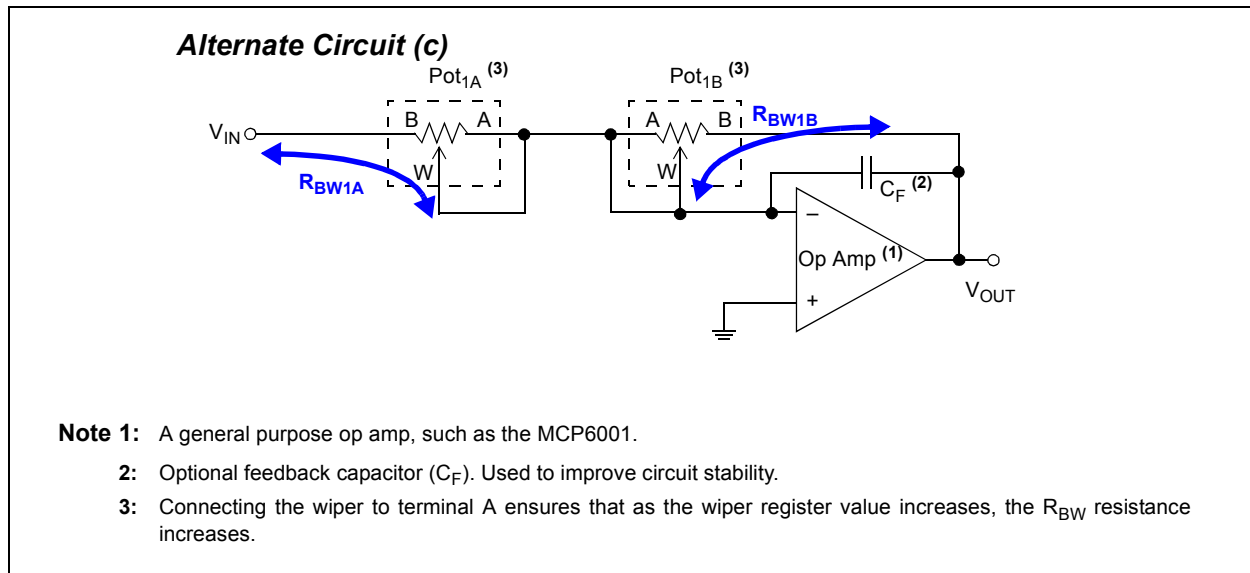 Alternate Circuit (c)
Pot1A (3)
Pot1B (3)
B
A
A
B
RBW1B
VIN
W
W
RBW1A
CF (2)
–
Op Amp (1)
+
VOUT
Note 1: A general purpose op amp, such as the MCP6001.
2: Optional feedback capacitor (CF). Used to improve circuit stability.
3: Connecting the wiper to terminal A ensures that as the wiper register value increases, the RBW resistance
increases.